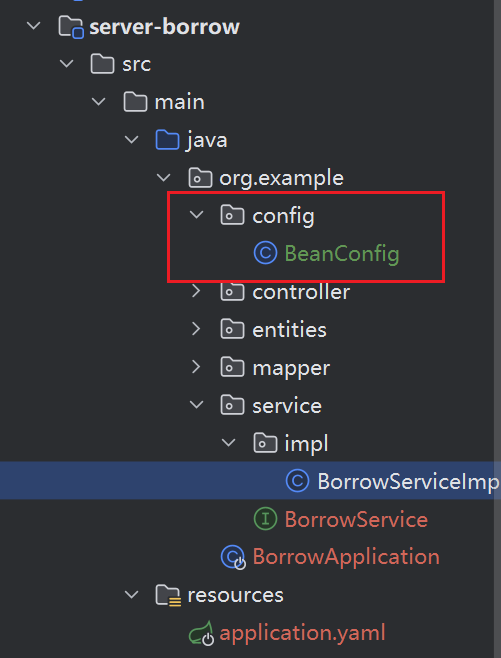 server-borrow
src
main
java
org.example
config
BeanConfig
controller
entities
mapper
service
impl
BorrowServiceImp
BorrowService
BorrowApplication
resources
application.yaml